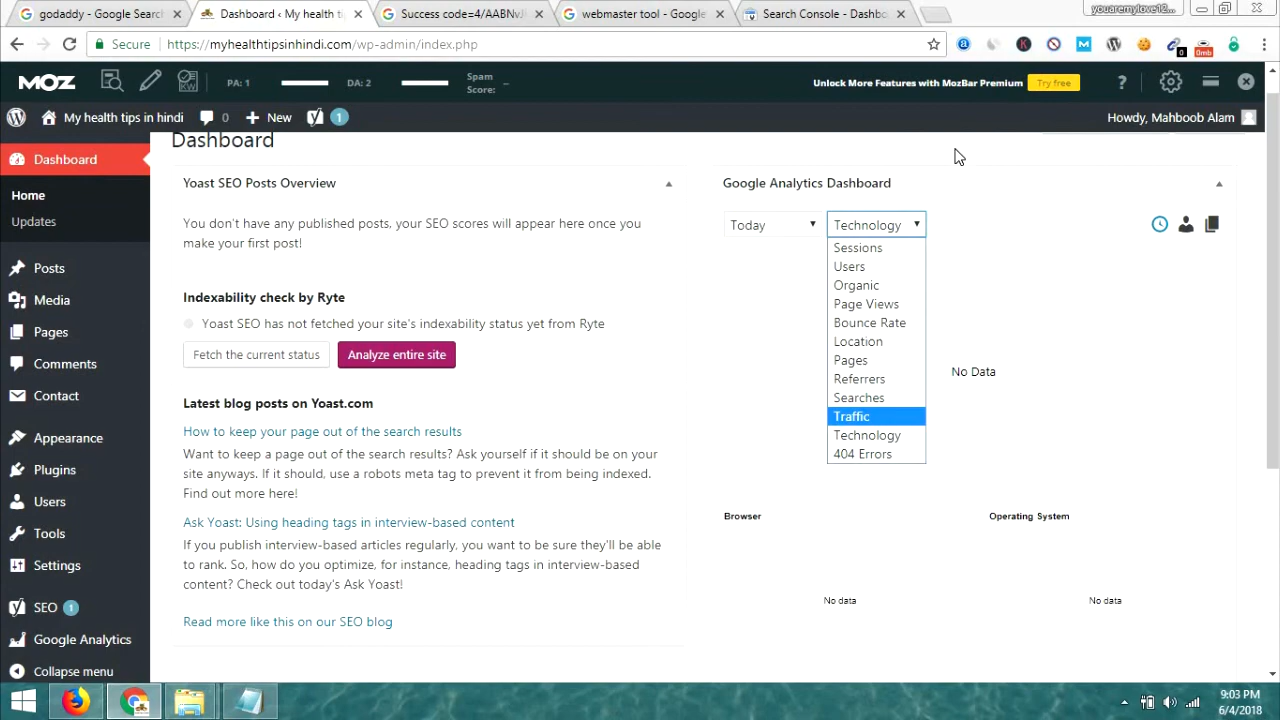 godaddy - Google Search
Dashboard ‹ My health ti
Success code=4/AABNvJ
webmaster tool - Google
Search Console - Dashbo
youaremylove12...
Secure
https://myhealthtipsinhindi.com/wp-admin/index.php
0
0mb
MOZ
PA: 1
DA: 2
Spam
Score: –
Unlock More Features with MozBar Premium
Try free
?
My health tips in hindi
0
New
1
Howdy, Mahboob Alam
Dashboard
Home
Updates
Posts
Media
Pages
Comments
Contact
Appearance
Plugins
Users
Tools
Settings
SEO 1
Google Analytics
Collapse menu
Dashboard
Yoast SEO Posts Overview
You don't have any published posts, your SEO scores will appear here once you
make your first post!
Indexability check by Ryte
Yoast SEO has not fetched your site's indexability status yet from Ryte
Fetch the current status
Analyze entire site
Latest blog posts on Yoast.com
How to keep your page out of the search results
Want to keep a page out of the search results? Ask yourself if it should be on your
site anyways. If it should, use a robots meta tag to prevent it from being indexed.
Find out more here!
Ask Yoast: Using heading tags in interview-based content
If you publish interview-based articles regularly, you want to be sure they'll be able
to rank. So, how do you optimize, for instance, heading tags in interview-based
content? Check out today's Ask Yoast!
Read more like this on our SEO blog
Google Analytics Dashboard
Today
Technology
Sessions
Users
Organic
Page Views
Bounce Rate
Location
Pages
Referrers
Searches
Traffic
Technology
404 Errors
No Data
Browser
Operating System
No data
No data
9:03 PM
6/4/2018